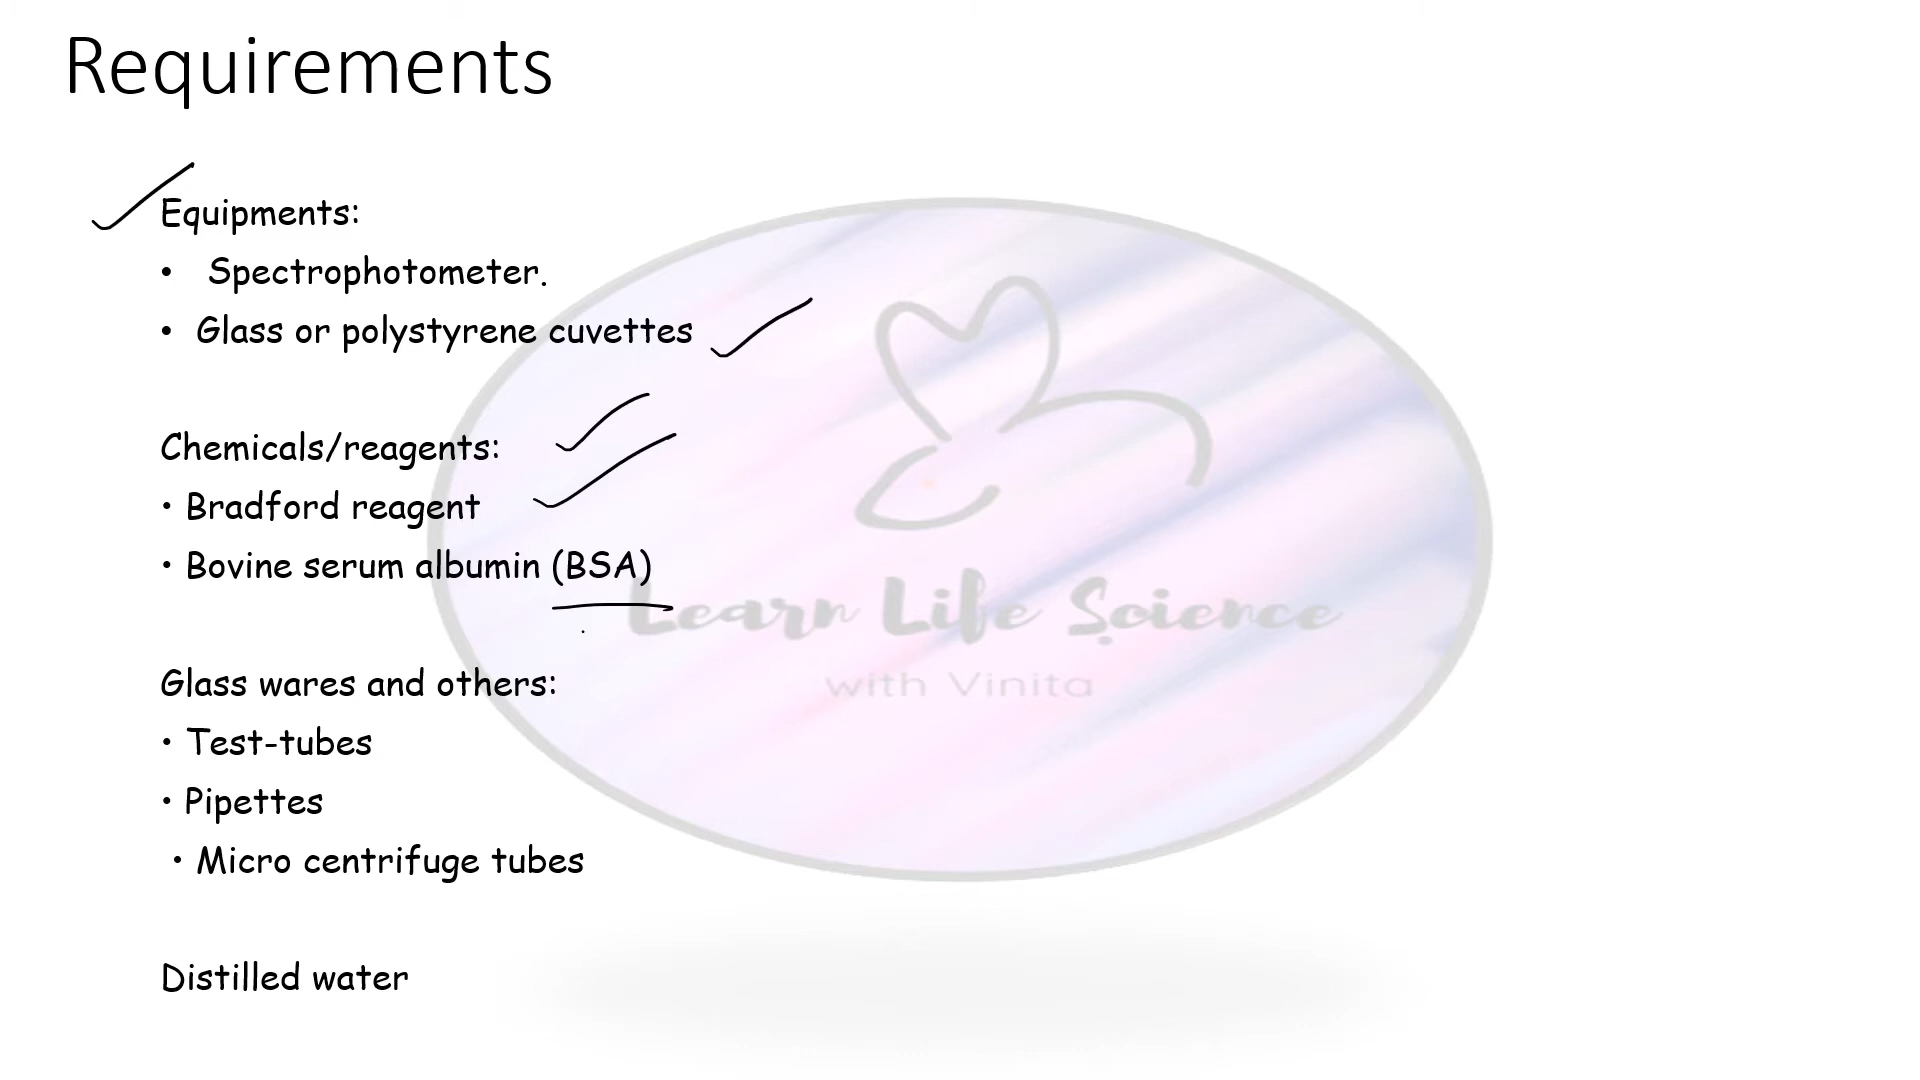 Requirements
Equipments:
• Spectrophotometer.
• Glass or polystyrene cuvettes
Chemicals/reagents:
• Bradford reagent
• Bovine serum albumin (BSA)
Learn Life Science
with Vinita
Glass wares and others:
• Test-tubes
• Pipettes
• Micro centrifuge tubes
Distilled water